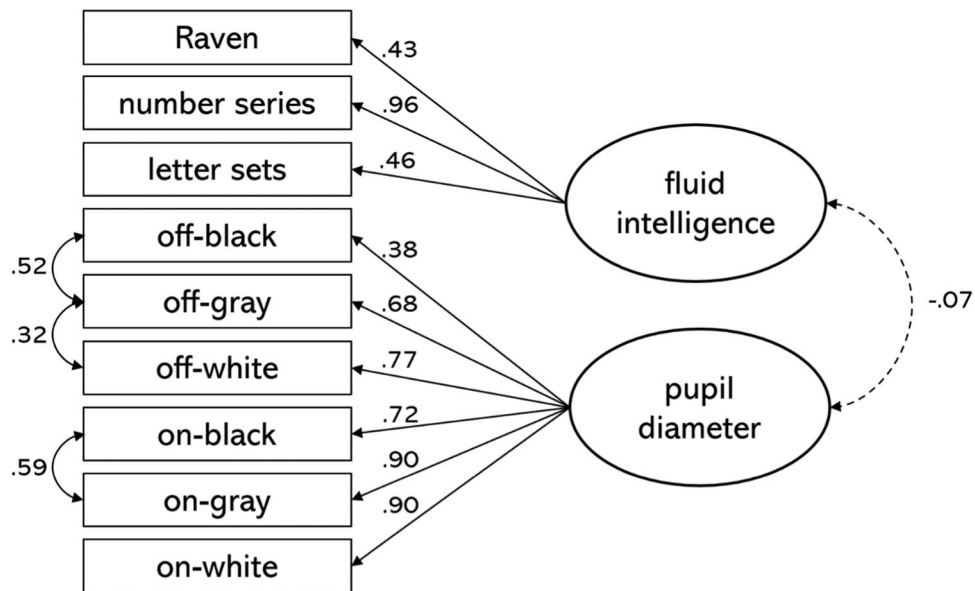 Raven
.43
number series
.96
letter sets
.46
fluid
intelligence
off-black
.38
.52
off-gray
.68
-.07
.32
off-white
.77
pupil
diameter
on-black
.72
.59
.90
on-gray
.90
on-white